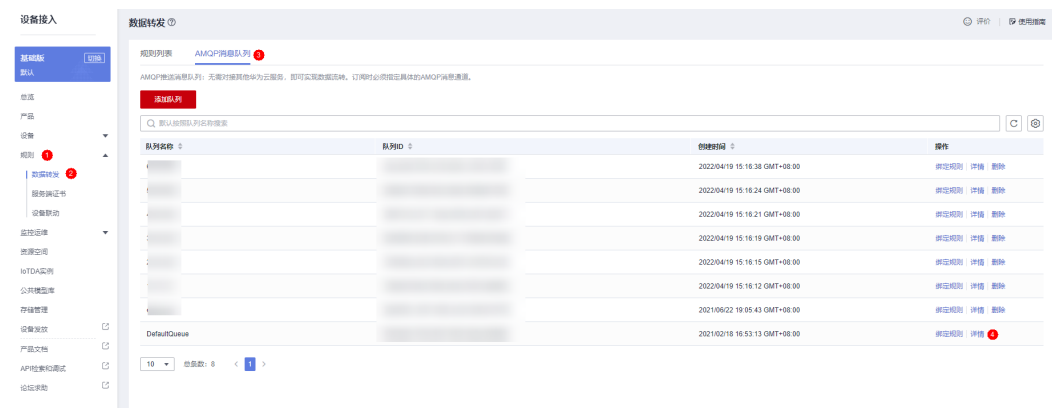 设备接入
基础版
切换
默认
总览
产品
设备
规则 1
数据转发 2
服务端证书
设备联动
监控运维
资源空间
IoTDA实例
公共模型库
存储管理
设备发放
产品文档
API检索和调试
论坛求助
数据转发
评价
使用指南
规则列表 AMQP消息队列 3
AMQP推送消息队列：无需对接其他华为云服务，即可实现数据流转。订阅时必须指定具体的AMQP消息通道。
添加队列
默认按照队列名称搜索
队列名称 队列ID 创建时间 操作
2022/04/19 15:16:38 GMT+08:00 绑定规则 详情 删除
2022/04/19 15:16:24 GMT+08:00 绑定规则 详情 删除
2022/04/19 15:16:21 GMT+08:00 绑定规则 详情 删除
2022/04/19 15:16:19 GMT+08:00 绑定规则 详情 删除
2022/04/19 15:16:15 GMT+08:00 绑定规则 详情 删除
2022/04/19 15:16:12 GMT+08:00 绑定规则 详情 删除
2021/06/22 19:05:43 GMT+08:00 绑定规则 详情 删除
DefaultQueue 2021/02/18 16:53:13 GMT+08:00 绑定规则 详情 4
10 总条数：8 < 1 >